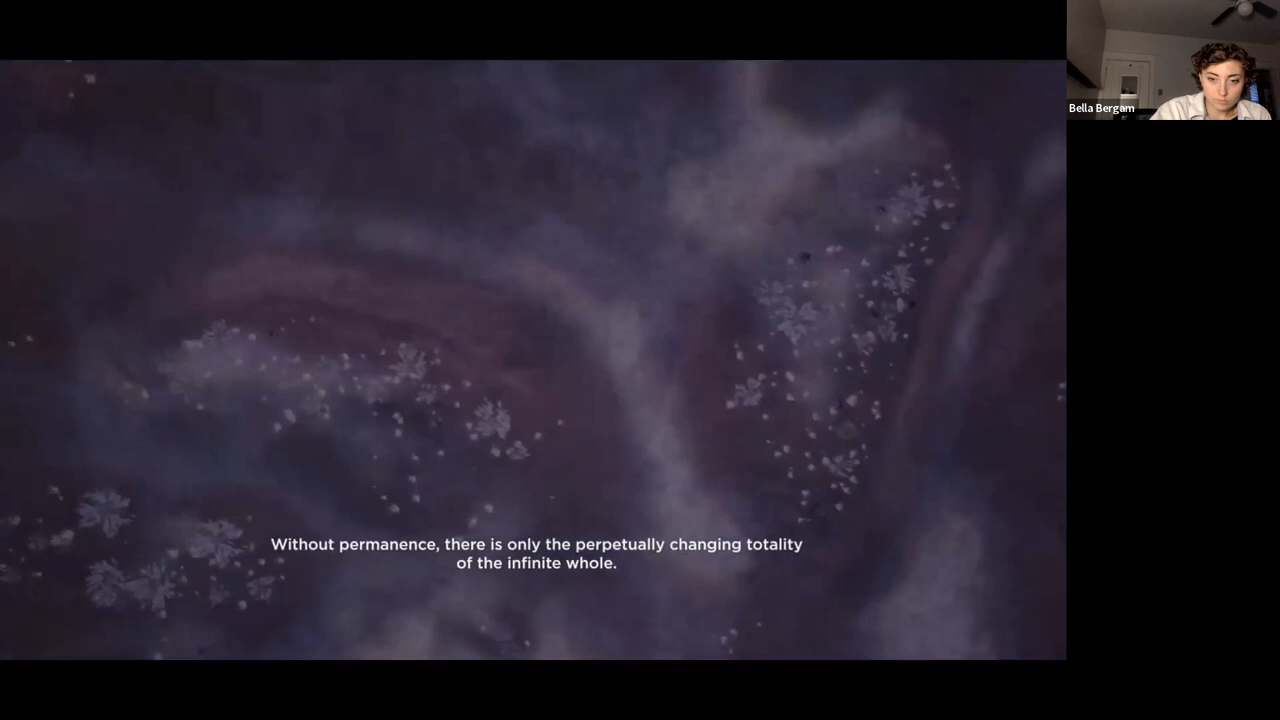 Bella Bergam
Without permanence, there is only the perpetually changing totality
of the infinite whole.